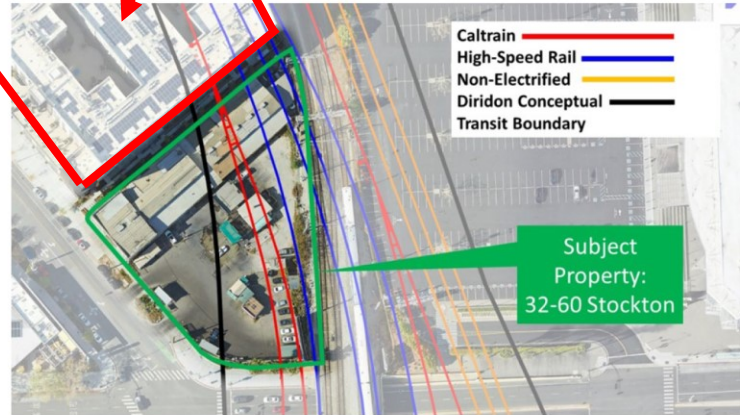 Caltrain
High-Speed Rail
Non-Electrified
Diridon Conceptual
Transit Boundary
Subject
Property:
32-60 Stockton